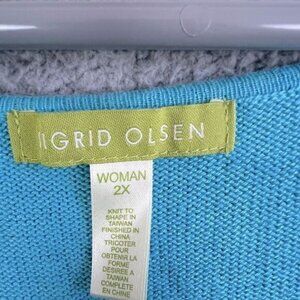 INGRID OLSEN
WOMAN
2X
KNIT TO
SHAPE IN
TAIWAN
FINISHED IN
CHINA
TRICOTER
POUR
OBTENIR LA
FORME
DESIREE A
TAIWAN
COMPLETE
EN CHINE